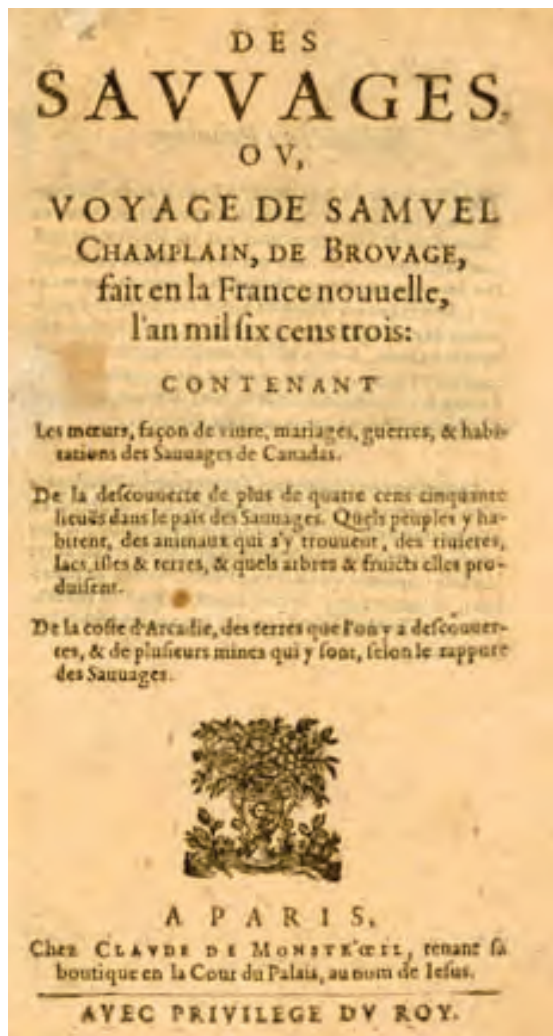 DES
SAVVAGES,
OV,
VOYAGE DE SAMVEL
CHAMPLAIN, DE BROVAGE,
fait en la France nouuelle,
l'an mil ſix cens trois:
CONTENANT
Les mœurs, façon de viure, mariages, guerres, & habi-
tations des Sauuages de Canadas.
De la deſcouuerte de plus de quatre cens cinquante
lieuës dans le païs des Sauuages. Quels peuples y ha-
bitent, des animaux qui s'y trouuent, des riuieres,
lacs, iſles & terres, & quels arbres & fruicts elles pro-
duiſent.
De la coſte d'Arcadie, des terres que l'on y a deſcouuer-
tes, & de pluſieurs mines qui y ſont, ſelon le rapport
des Sauuages.
A PARIS,
Chez CLAVDE DE MONSTR'ŒIL, tenant ſa
boutique en la Cour du Palais, au nom de Ieſus.
AVEC PRIVILEGE DV ROY.